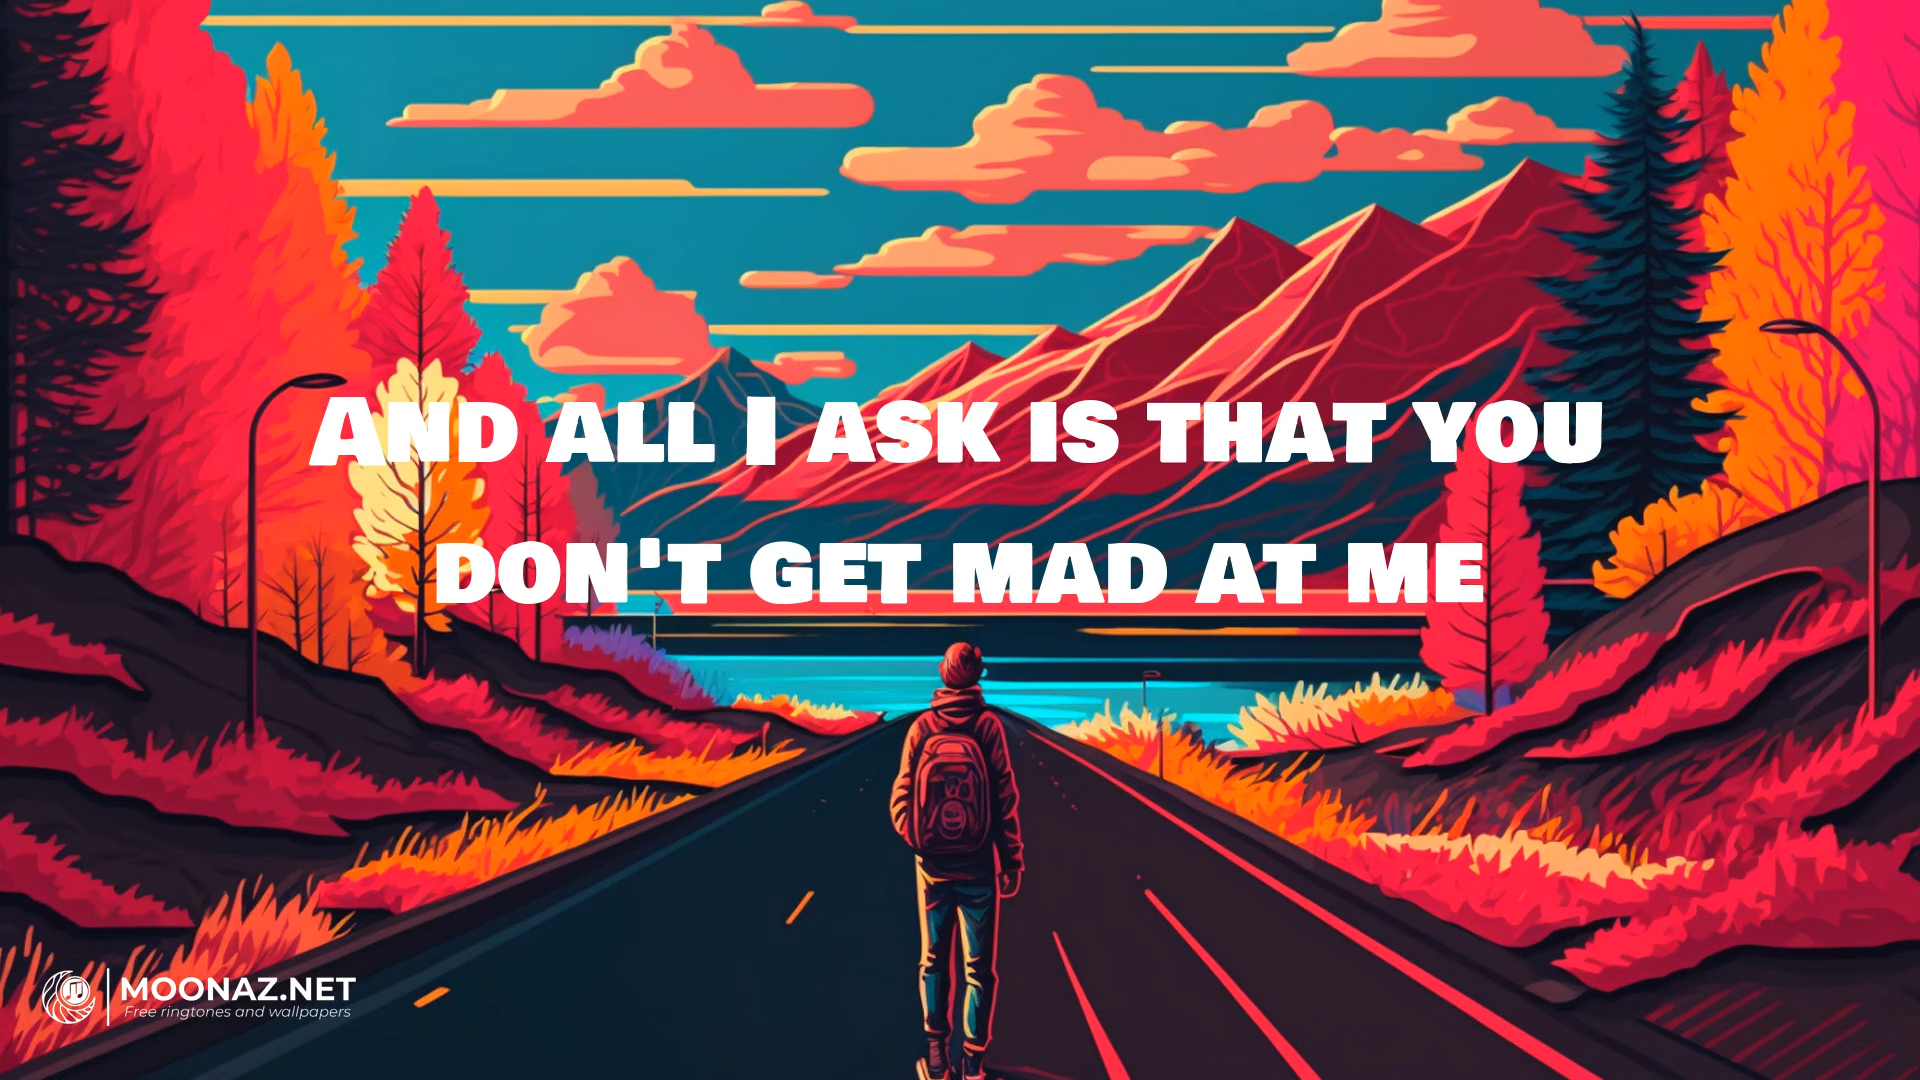 And all I ask is that you
don't get mad at me
MOONAZ.NET
Free ringtones and wallpapers